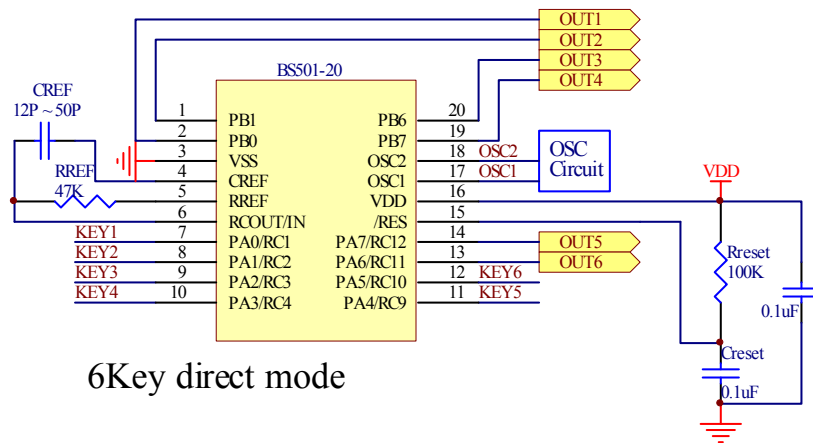 OUT1
OUT2
OUT3
OUT4
BS501-20
CREF
12P ~ 50P
1 PB1 PB6 20
2 PB0 PB7 19
3 VSS OSC2 18 OSC2
4 CREF OSC1 17 OSC1
OSC
Circuit
RREF
47K
5 RREF VDD 16
VDD
6 RCOUT/IN /RES 15
KEY1 7 PA0/RC1 PA7/RC12 14 OUT5
KEY2 8 PA1/RC2 PA6/RC11 13 OUT6
KEY3 9 PA2/RC3 PA5/RC10 12 KEY6
KEY4 10 PA3/RC4 PA4/RC9 11 KEY5
Rreset
100K
0.1uF
Creset
0.1uF
6Key direct mode